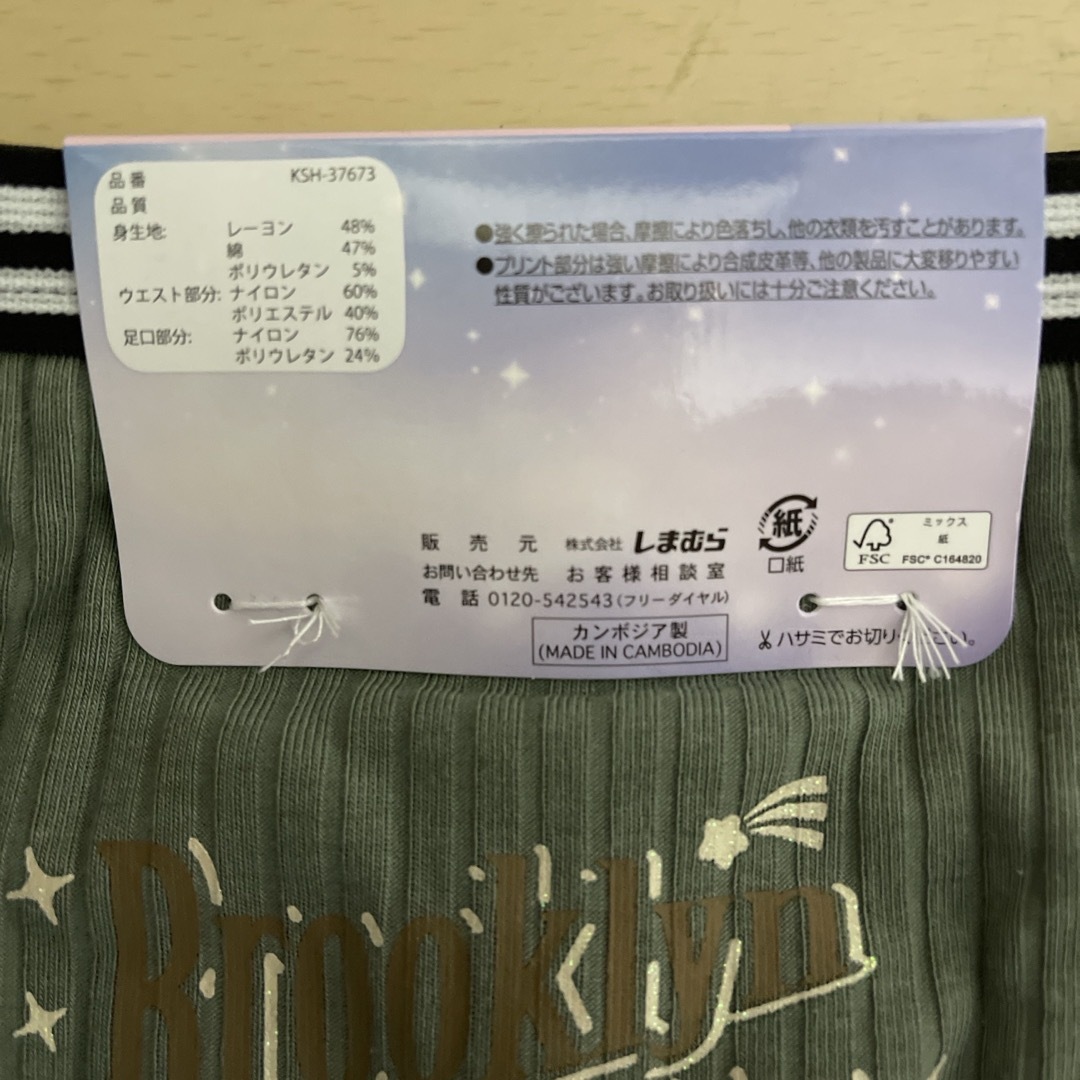 品番 KSH-37673
品質
身生地: レーヨン 48%
綿 47%
ポリウレタン 5%
ウエスト部分: ナイロン 60%
ポリエステル 40%
足口部分: ナイロン 76%
ポリウレタン 24%
●強く擦られた場合、摩擦により色落ちし、他の衣類を汚すことがあります。
●プリント部分は強い摩擦により合成皮革等、他の製品に大変移りやすい
性質がございます。お取り扱いには十分ご注意ください。
販売元 株式会社 しまむら
お問い合わせ先 お客様相談室
電話 0120-542543(フリーダイヤル)
カンボジア製
(MADE IN CAMBODIA)
紙
口紙
ミックス
紙
FSC FSC® C164820
ハサミでお切り
Brooklyn